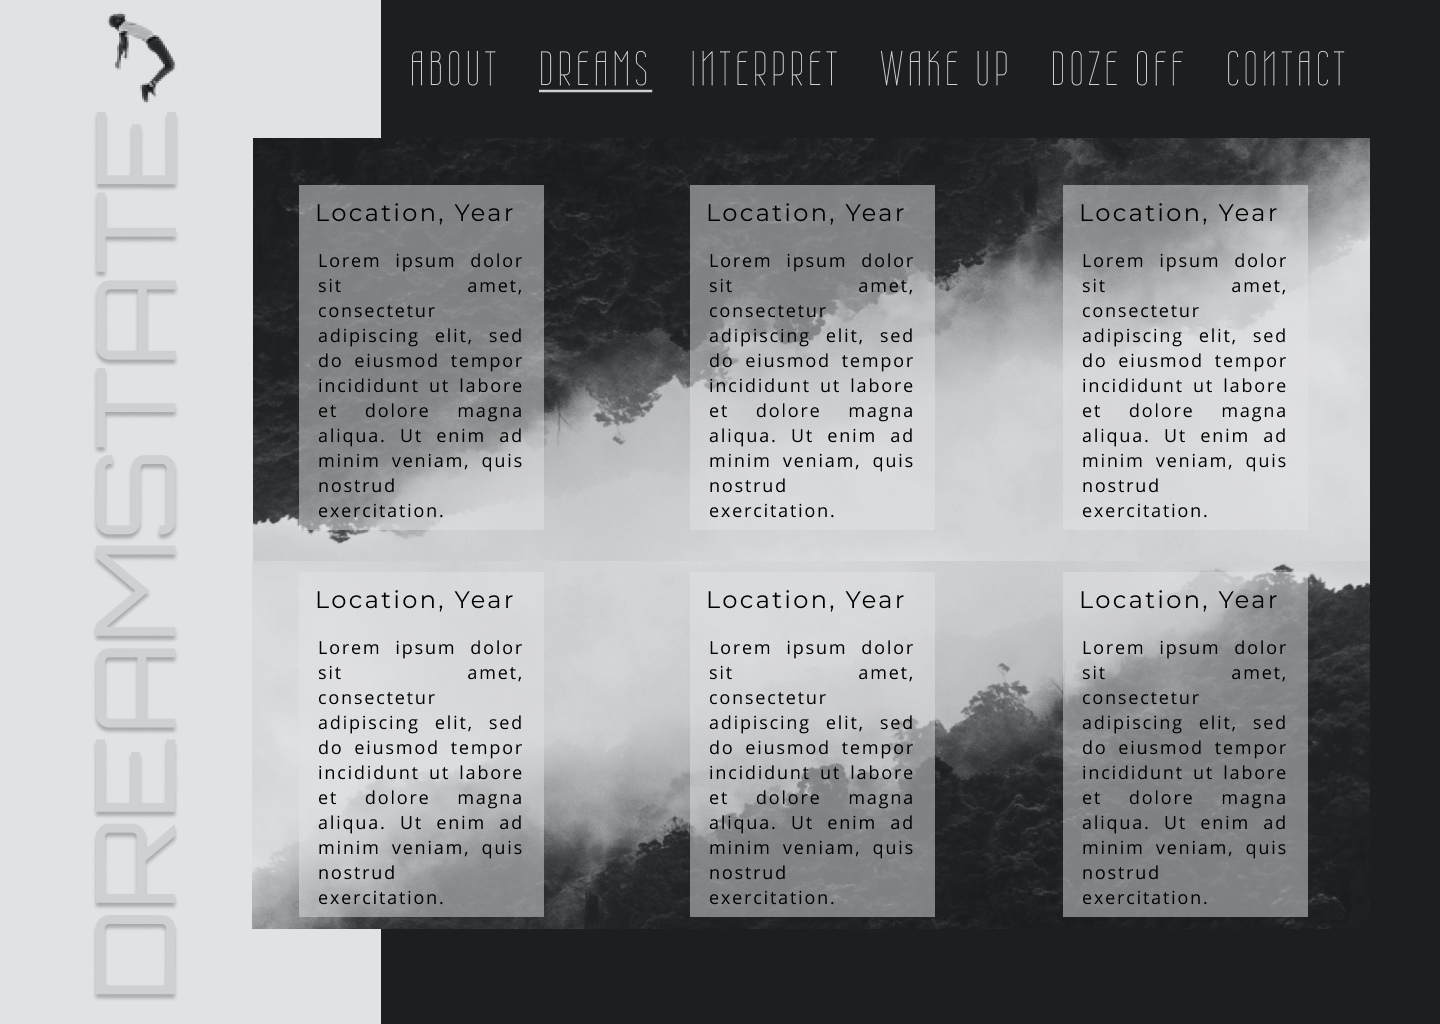 DREAMSTATE
ABOUT DREAMS INTERPRET WAKE UP DOZE OFF CONTACT
Location, Year
Lorem ipsum dolor
sit amet,
consectetur
adipiscing elit, sed
do eiusmod tempor
incididunt ut labore
et dolore magna
aliqua. Ut enim ad
minim veniam, quis
nostrud
exercitation.
Location, Year
Lorem ipsum dolor
sit amet,
consectetur
adipiscing elit, sed
do eiusmod tempor
incididunt ut labore
et dolore magna
aliqua. Ut enim ad
minim veniam, quis
nostrud
exercitation.
Location, Year
Lorem ipsum dolor
sit amet,
consectetur
adipiscing elit, sed
do eiusmod tempor
incididunt ut labore
et dolore magna
aliqua. Ut enim ad
minim veniam, quis
nostrud
exercitation.
Location, Year
Lorem ipsum dolor
sit amet,
consectetur
adipiscing elit, sed
do eiusmod tempor
incididunt ut labore
et dolore magna
aliqua. Ut enim ad
minim veniam, quis
nostrud
exercitation.
Location, Year
Lorem ipsum dolor
sit amet,
consectetur
adipiscing elit, sed
do eiusmod tempor
incididunt ut labore
et dolore magna
aliqua. Ut enim ad
minim veniam, quis
nostrud
exercitation.
Location, Year
Lorem ipsum dolor
sit amet,
consectetur
adipiscing elit, sed
do eiusmod tempor
incididunt ut labore
et dolore magna
aliqua. Ut enim ad
minim veniam, quis
nostrud
exercitation.